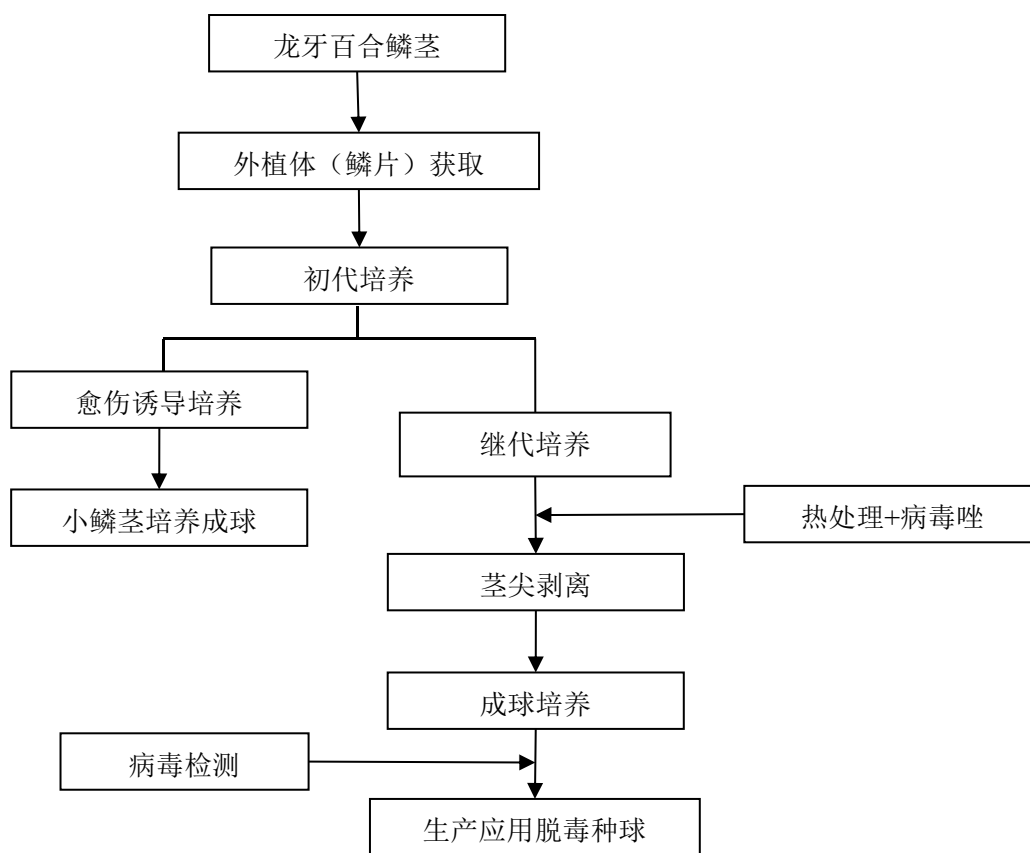 龙牙百合鳞茎
外植体（鳞片）获取
初代培养
愈伤诱导培养
继代培养
小鳞茎培养成球
热处理+病毒唑
茎尖剥离
成球培养
病毒检测
生产应用脱毒种球